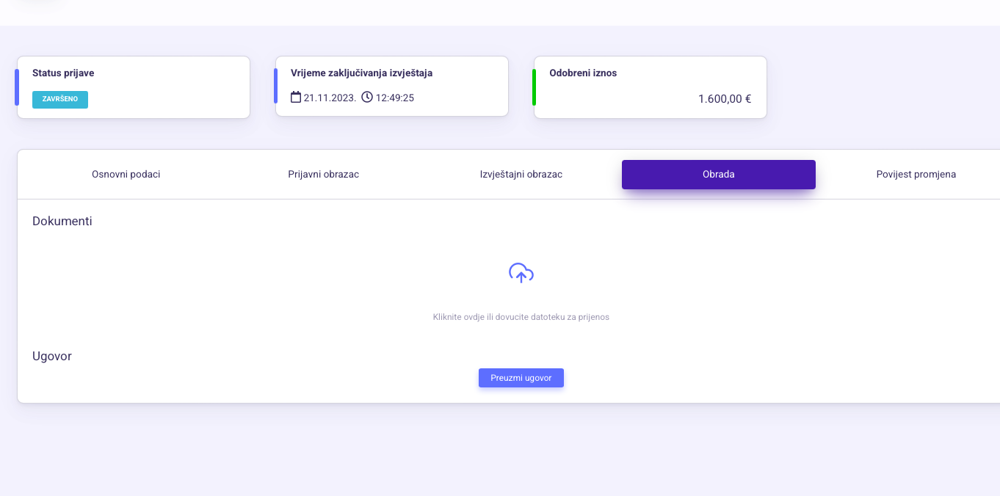 Status prijave
ZAVRŠENO
Vrijeme zaključivanja izvještaja
21.11.2023. 12:49:25
Odobreni iznos
1.600,00 €
Osnovni podaci Prijavni obrazac Izvještajni obrazac Obrada Povijest promjena
Dokumenti
Kliknite ovdje ili dovucite datoteku za prijenos
Ugovor
Preuzmi ugovor